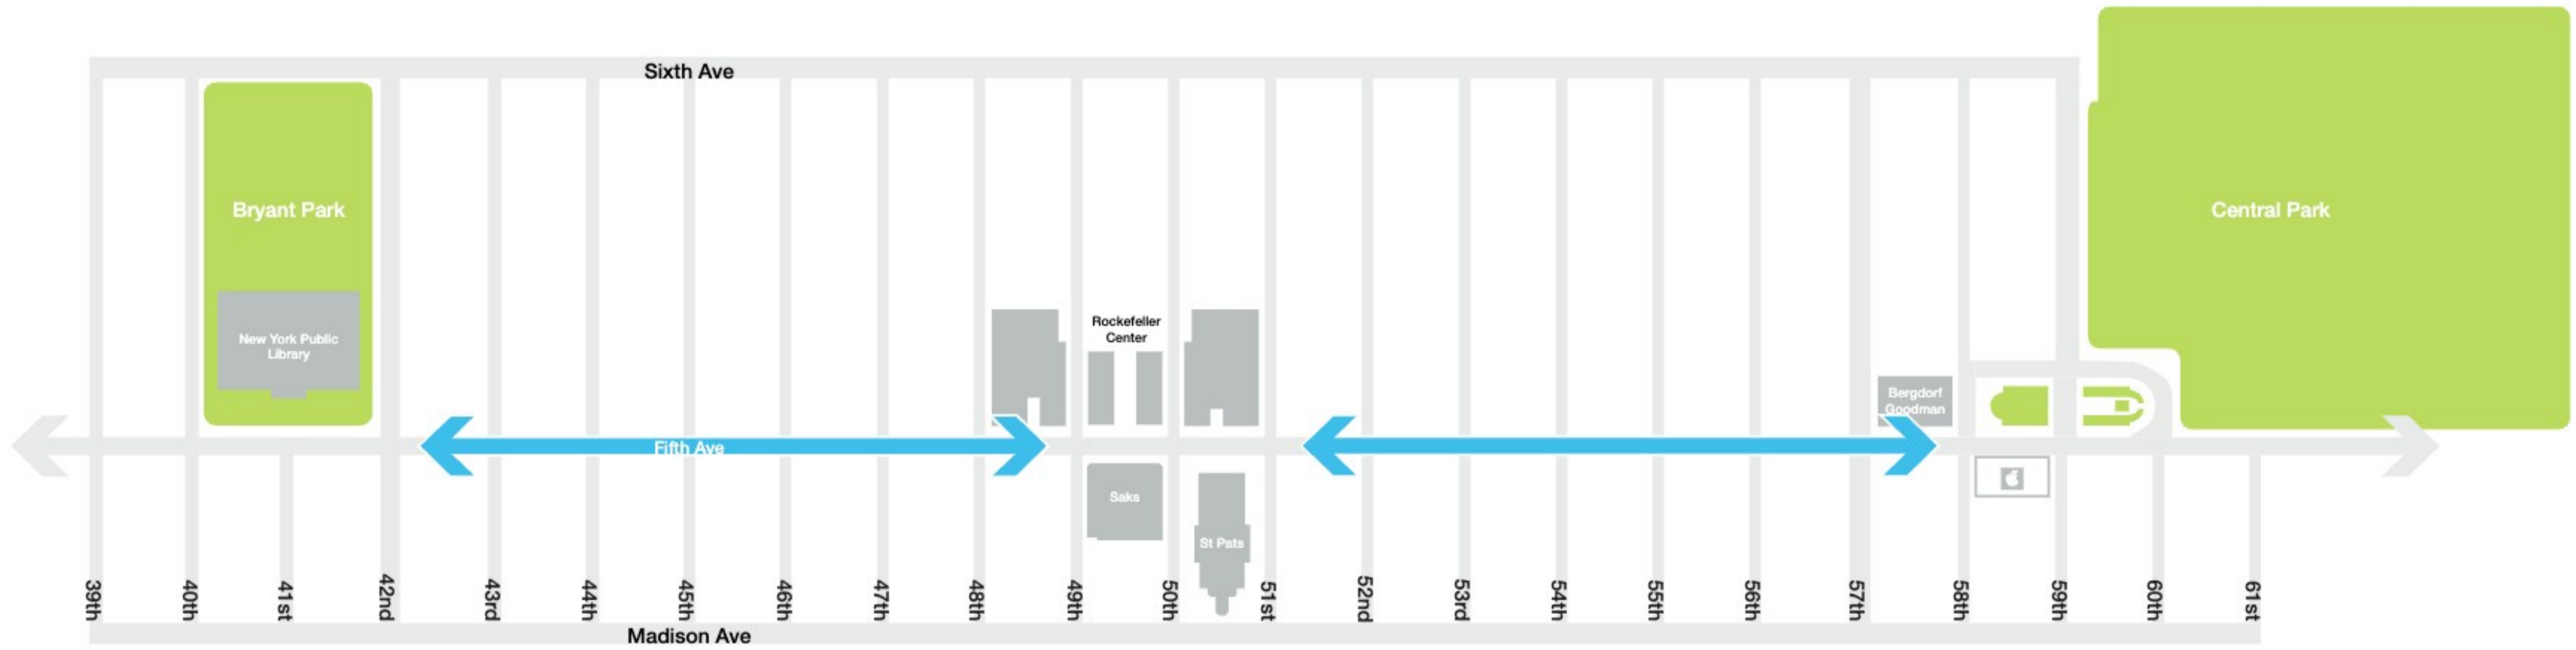 Sixth Ave
Bryant Park
Central Park
New York Public
Library
Rockefeller
Center
Bergdorf
Goodman
Fifth Ave
Saks
St Pats
39th
40th
41st
42nd
43rd
44th
45th
46th
47th
48th
49th
50th
51st
52nd
53rd
54th
55th
56th
57th
58th
59th
60th
61st
Madison Ave